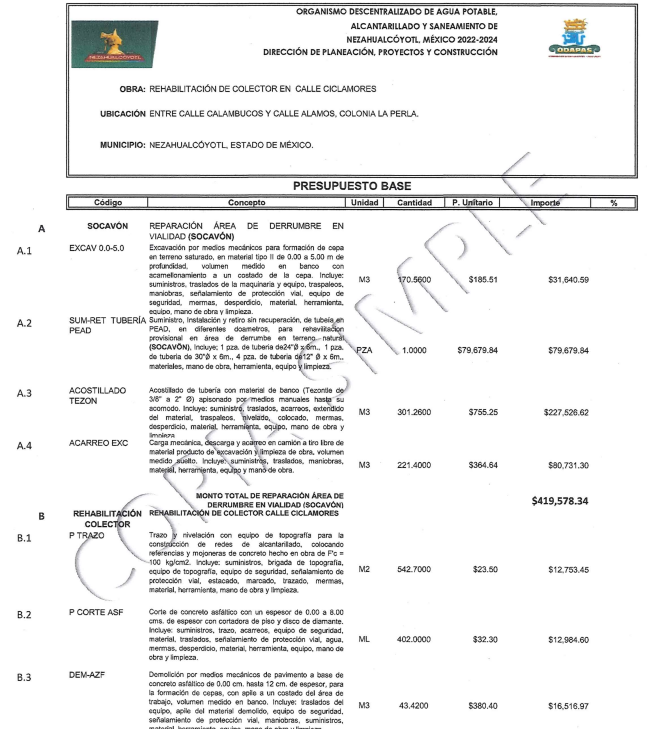 ORGANISMO DESCENTRALIZADO DE AGUA POTABLE,
ALCANTARILLADO Y SANEAMIENTO DE
NEZAHUALCÓYOTL, MÉXICO 2022-2024
DIRECCIÓN DE PLANEACIÓN, PROYECTOS Y CONSTRUCCIÓN
NEZAHUALCÓYOTL
ODAPAS
OBRA: REHABILITACIÓN DE COLECTOR EN CALLE CICLAMORES
UBICACIÓN ENTRE CALLE CALAMBUCOS Y CALLE ALAMOS, COLONIA LA PERLA.
MUNICIPIO: NEZAHUALCÓYOTL, ESTADO DE MÉXICO.
PRESUPUESTO BASE
Código Concepto Unidad Cantidad P. Unitario Importe %
A SOCAVÓN REPARACIÓN ÁREA DE DERRUMBRE EN
VIALIDAD (SOCAVÓN)
A.1 EXCAV 0.0-5.0 Excavación por medios mecánicos para formación de cepa
en terreno saturado, en material tipo II de 0.00 a 5.00 m de
profundidad, volumen medido en banco con
acamellonamiento a un costado de la cepa. Incluye:
suministros, traslados de la maquinaria y equipo, traspaleos,
maniobras, señalamiento de protección vial, equipo de
seguridad, mermas, desperdicio, material, herramienta,
equipo, mano de obra y limpieza.
M3 170.5600 $185.51 $31,640.59
A.2 SUM-RET TUBERÍA PEAD Suministro, instalación y retiro sin recuperación, de tubeía en
PEAD, en diferentes doametros, para rehavilitacion
provisional en área de derrumbe en terreno natural
(SOCAVÓN), Incluye; 1 pza. de tuberia de24"Ø x 6m., 1 pza.
de tuberia de 30"Ø x 6m., 4 pza. de tuberia de12" Ø x 6m.,
materiales, mano de obra, herramienta, equipo y limpieza.
PZA 1.0000 $79,679.84 $79,679.84
A.3 ACOSTILLADO TEZON Acostillado de tubería con material de banco (Tezontle de
3/8" a 2" Ø) apisonado por medios manuales hasta su
acomodo. Incluye: suministro, traslados, acarreos, extendido
del material, traspaleos, nivelado, colocado, mermas,
desperdicio, material, herramienta, equipo, mano de obra y
limpieza
M3 301.2600 $755.25 $227,526.62
A.4 ACARREO EXC Carga mecánica, descarga y acarreo en camión a tiro libre de
material producto de excavación y limpieza de obra, volumen
medido suelto. Incluye: suministros, traslados, maniobras,
material, herramienta, equipo y mano de obra.
M3 221.4000 $364.64 $80,731.30
MONTO TOTAL DE REPARACIÓN ÁREA DE
DERRUMBRE EN VIALIDAD (SOCAVÓN)
$419,578.34
B REHABILITACIÓN COLECTOR REHABILITACIÓN DE COLECTOR CALLE CICLAMORES
B.1 P TRAZO Trazo y nivelación con equipo de topografía para la
construcción de redes de alcantarillado, colocando
referencias y mojoneras de concreto hecho en obra de F'c =
100 kg/cm2. Incluye: suministros, brigada de topografía,
equipo de topografía, equipo de seguridad, señalamiento de
protección vial, estacado, marcado, trazado, mermas,
material, herramienta, mano de obra y limpieza.
M2 542.7000 $23.50 $12,753.45
B.2 P CORTE ASF Corte de concreto asfáltico con un espesor de 0.00 a 8.00
cms. de espesor con cortadora de piso y disco de diamante.
Incluye: suministros, trazo, acarreos, equipo de seguridad,
material, traslados, señalamiento de protección vial, agua,
mermas, desperdicio, material, herramienta, equipo, mano de
obra y limpieza.
ML 402.0000 $32.30 $12,984.60
B.3 DEM-AZF Demolición por medios mecánicos de pavimento a base de
concreto asfáltico de 0.00 cm. hasta 12 cm. de espesor, para
la formación de cepas, con apile a un costado del área de
trabajo, volumen medido en banco. Incluye: traslados del
equipo, apile del material demolido, equipo de seguridad,
señalamiento de protección vial, maniobras, suministros,
material, herramienta, equipo, mano de obra y limpieza.
M3 43.4200 $380.40 $16,516.97
COPIA SIMPLE